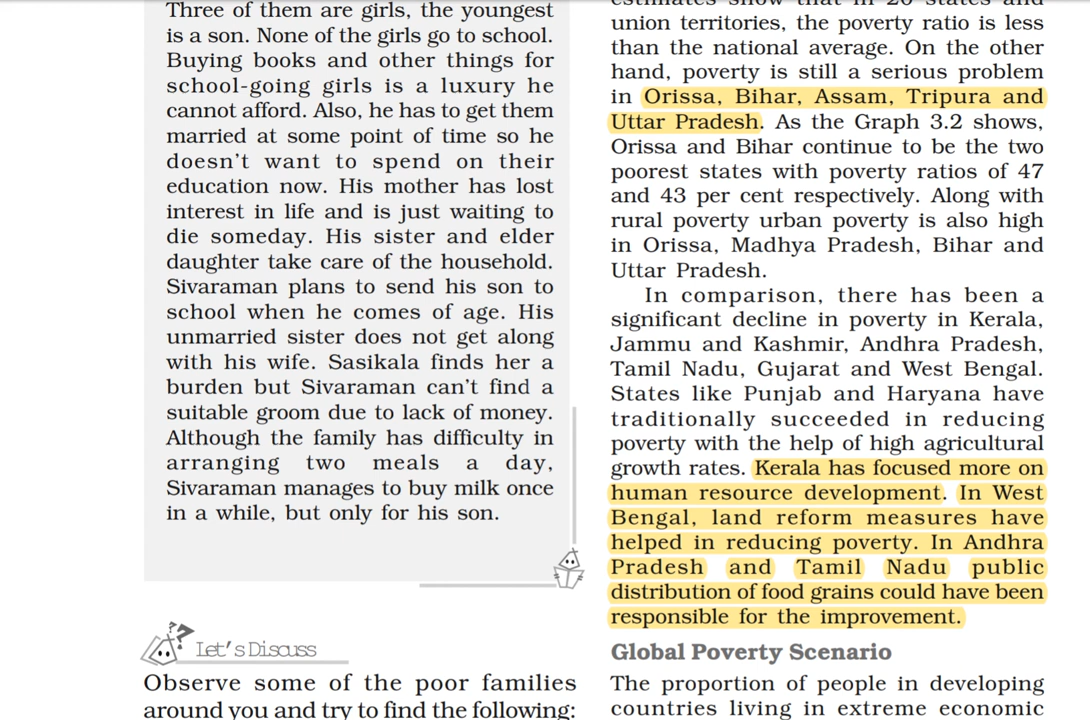 Three of them are girls, the youngest
is a son. None of the girls go to school.
Buying books and other things for
school-going girls is a luxury he
cannot afford. Also, he has to get them
married at some point of time so he
doesn't want to spend on their
education now. His mother has lost
interest in life and is just waiting to
die someday. His sister and elder
daughter take care of the household.
Sivaraman plans to send his son to
school when he comes of age. His
unmarried sister does not get along
with his wife. Sasikala finds her a
burden but Sivaraman can't find a
suitable groom due to lack of money.
Although the family has difficulty in
arranging two meals a day,
Sivaraman manages to buy milk once
in a while, but only for his son.
??
Let's Discuss
Observe some of the poor families
around you and try to find the following:
estimates show that in 20 states and
union territories, the poverty ratio is less
than the national average. On the other
hand, poverty is still a serious problem
in Orissa, Bihar, Assam, Tripura and
Uttar Pradesh. As the Graph 3.2 shows,
Orissa and Bihar continue to be the two
poorest states with poverty ratios of 47
and 43 per cent respectively. Along with
rural poverty urban poverty is also high
in Orissa, Madhya Pradesh, Bihar and
Uttar Pradesh.
In comparison, there has been a
significant decline in poverty in Kerala,
Jammu and Kashmir, Andhra Pradesh,
Tamil Nadu, Gujarat and West Bengal.
States like Punjab and Haryana have
traditionally succeeded in reducing
poverty with the help of high agricultural
growth rates. Kerala has focused more on
human resource development. In West
Bengal, land reform measures have
helped in reducing poverty. In Andhra
Pradesh and Tamil Nadu public
distribution of food grains could have been
responsible for the improvement.
Global Poverty Scenario
The proportion of people in developing
countries living in extreme economic